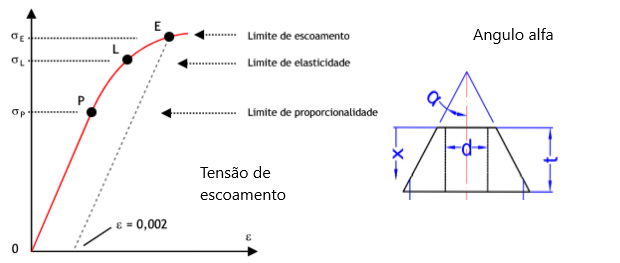 σE
E
Limite de escoamento
Angulo alfa
σL
L
Limite de elasticidade
σP
P
Limite de proporcionalidade
α
x
d
t
Tensão de
escoamento
ε = 0,002
0
ε